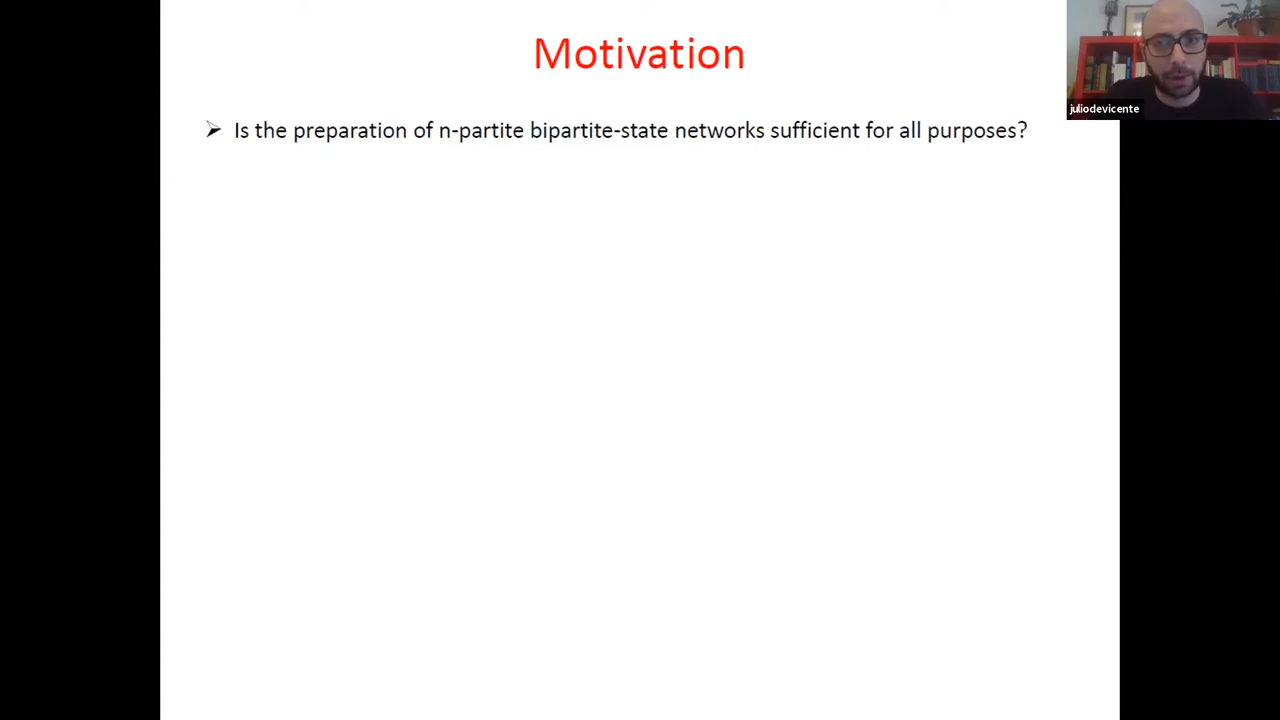 Motivation
juliodevicente
➢ Is the preparation of n-partite bipartite-state networks sufficient for all purposes?